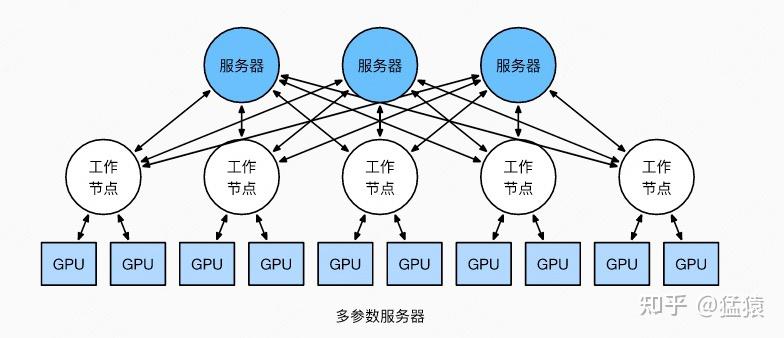 服务器 服务器 服务器
工作 工作 工作 工作 工作
节点 节点 节点 节点 节点
GPU GPU GPU GPU GPU GPU GPU GPU GPU GPU
多参数服务器
知乎 @猛猿